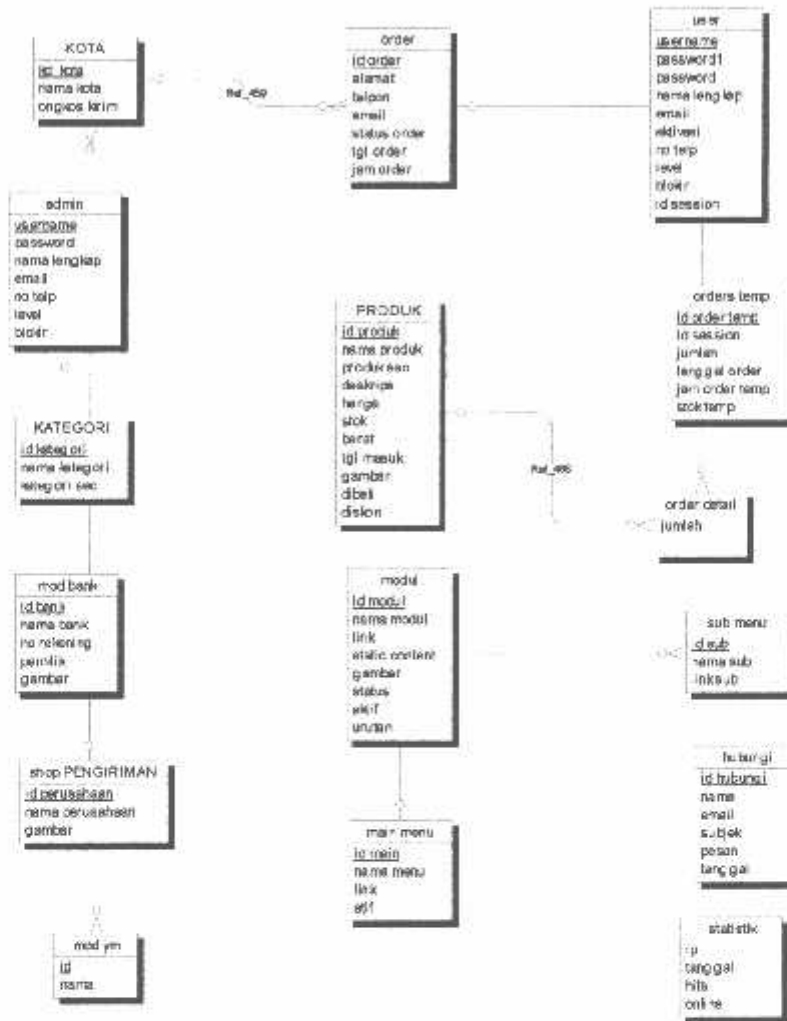 KOTA
kd_kota
nama kota
ongkos kirim
order
id order
alamat
telpon
email
status order
tgl order
jam order
user
username
password1
password
nama lengkap
email
aktivasi
no telp
level
blokir
id session
admin
username
password
nama lengkap
email
no telp
level
blokir
PRODUK
id produk
nama produk
produk seo
deskripsi
harga
stok
berat
tgl masuk
gambar
dibeli
diskon
orders temp
id order temp
id session
jumlah
tanggal order
jam order temp
stok temp
KATEGORI
id kategori
nama kategori
kategori seo
order detail
jumlah
mod bank
id bank
nama bank
no rekening
pemilik
gambar
modul
id modul
nama modul
link
static content
gambar
status
aktif
urutan
sub menu
id sub
nama sub
link sub
shop PENGIRIMAN
id perusahaan
nama perusahaan
gambar
main menu
id main
nama menu
link
atif
hubungi
id hubungi
nama
email
subjek
pesan
tanggal
mod ym
id
nama
statistik
ip
tanggal
hits
online